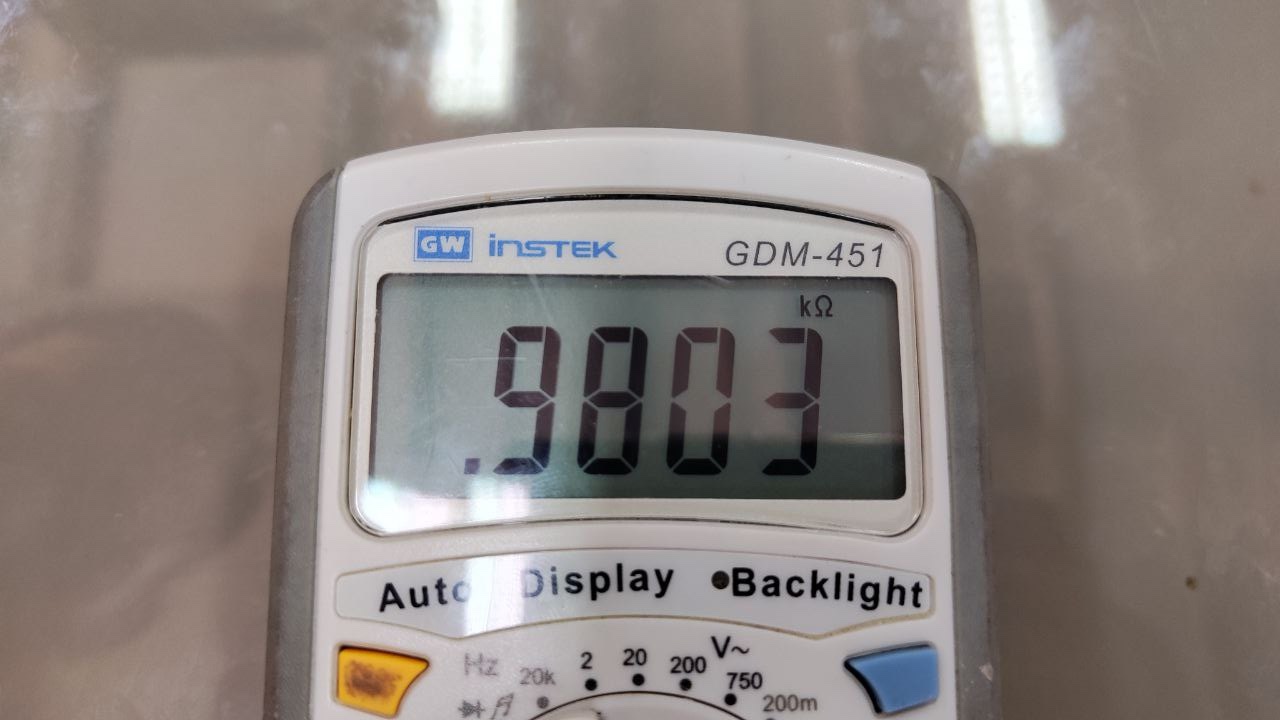 GW INSTEK GDM-451
kΩ
.9803
Auto Display ●Backlight
Hz 20k 2 20 200 V~ 750 200m